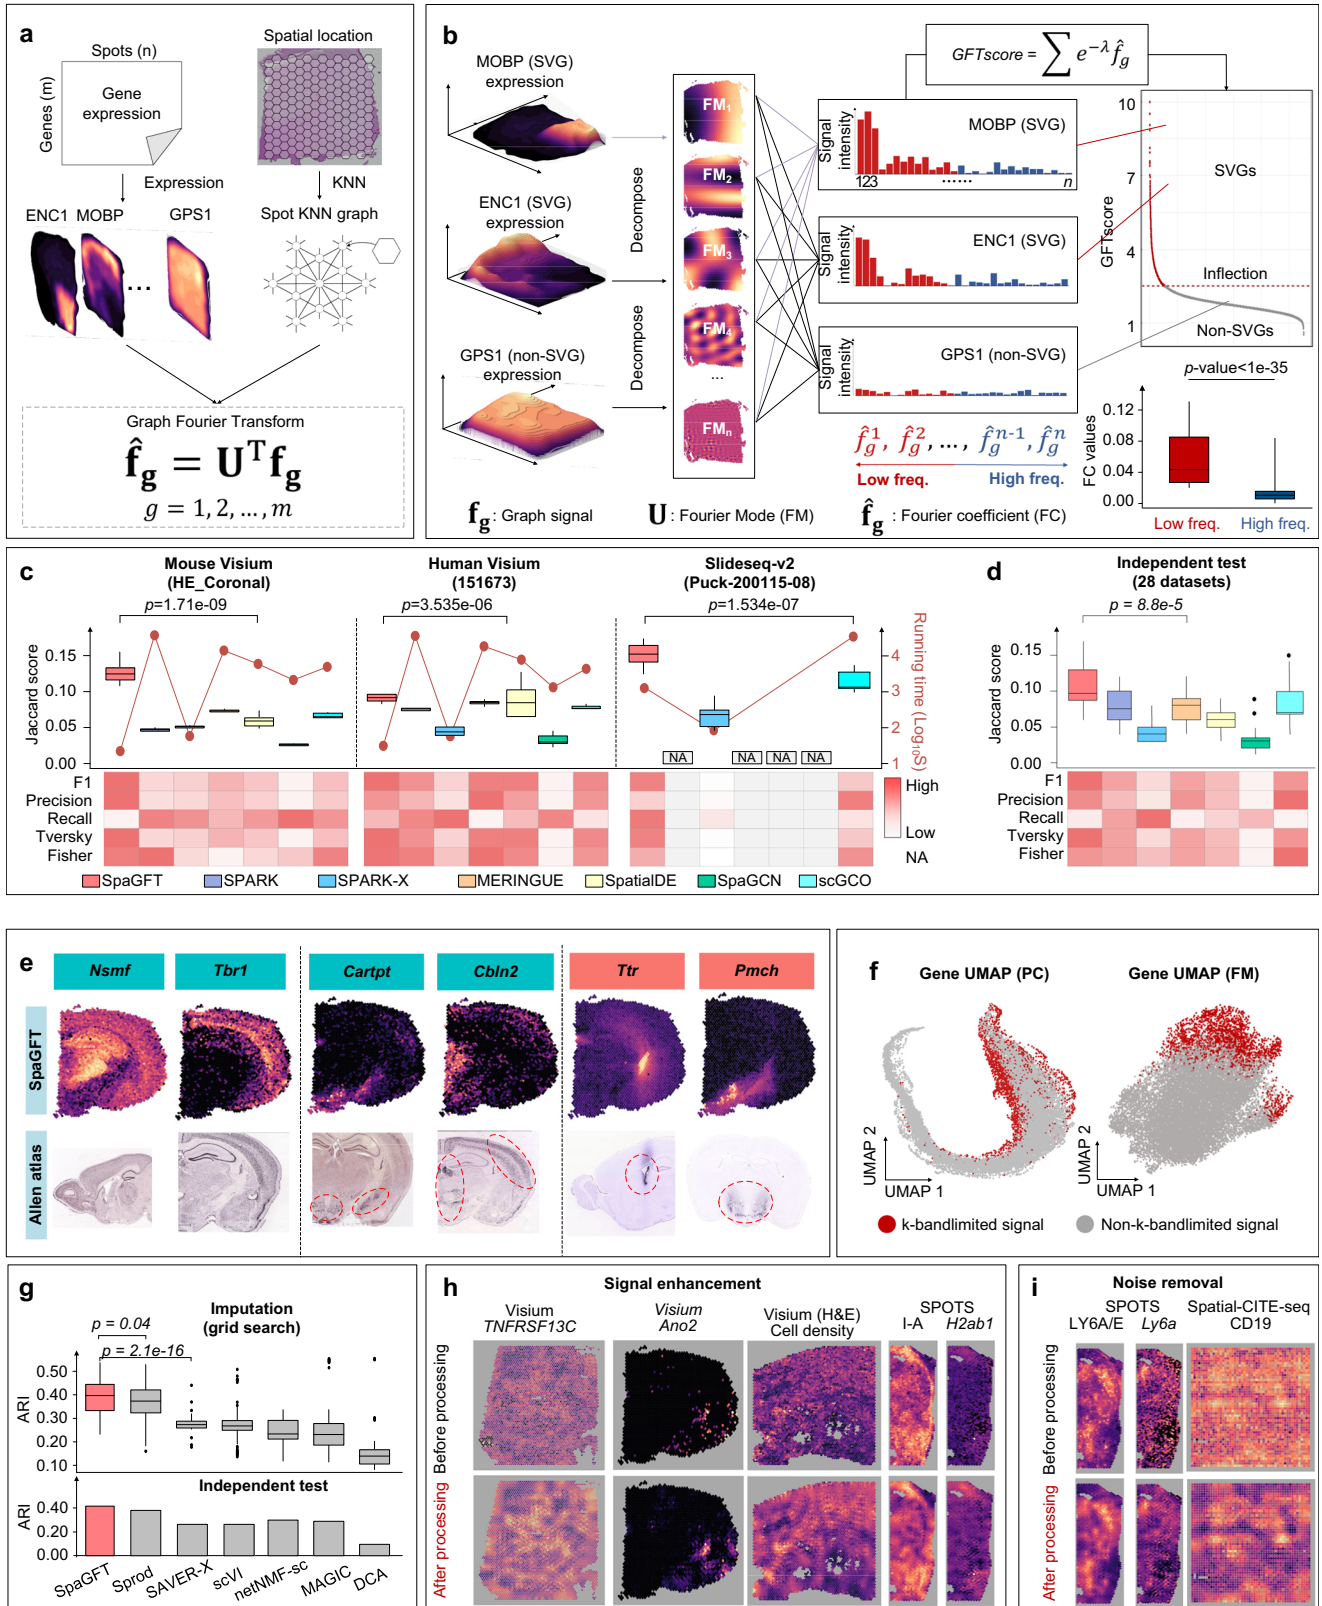 a
Spots (n)
Genes (m)
Gene
expression
Spatial location
Expression
KNN
ENC1 MOBP
GPS1
Spot KNN graph
...
Graph Fourier Transform
f̂g = Uᵀfg
g = 1, 2, ..., m
b
MOBP (SVG)
expression
ENC1 (SVG)
expression
GPS1 (non-SVG)
expression
Decompose
Decompose
FM1
FM2
FM3
FM4
...
FMn
GFTscore = ∑ e^−λ f̂g
Signal
intensity
MOBP (SVG)
123
......
n
Signal
intensity
ENC1 (SVG)
Signal
intensity
GPS1 (non-SVG)
f̂g¹, f̂g², ..., f̂gⁿ⁻¹, f̂gⁿ
Low freq.
High freq.
GFTscore
10
7
4
1
SVGs
Inflection
Non-SVGs
p-value<1e-35
FC values
0.12
0.08
0.04
0.00
Low freq.
High freq.
fg : Graph signal
U : Fourier Mode (FM)
f̂g : Fourier coefficient (FC)
c
Mouse Visium
(HE_Coronal)
p=1.71e-09
Human Visium
(151673)
p=3.535e-06
Slideseq-v2
(Puck-200115-08)
p=1.534e-07
Jaccard score
0.15
0.10
0.05
0.00
NA
NA
NA
NA
Running time (Log10S)
4
3
2
1
F1
Precision
Recall
Tversky
Fisher
High
Low
NA
SpaGFT
SPARK
SPARK-X
MERINGUE
SpatialDE
SpaGCN
scGCO
d
Independent test
(28 datasets)
p = 8.8e-5
Jaccard score
0.15
0.10
0.05
0.00
F1
Precision
Recall
Tversky
Fisher
e
Nsmf
Tbr1
Cartpt
Cbln2
Ttr
Pmch
SpaGFT
Allen atlas
f
Gene UMAP (PC)
Gene UMAP (FM)
UMAP 2
UMAP 1
UMAP 2
UMAP 1
k-bandlimited signal
Non-k-bandlimited signal
g
Imputation
(grid search)
p = 0.04
p = 2.1e-16
ARI
0.50
0.40
0.30
0.20
0.10
Independent test
ARI
0.40
0.20
0.00
SpaGFT
Sprod
SAVER-X
scVI
netNMF-sc
MAGIC
DCA
h
Signal enhancement
Visium
TNFRSF13C
Visium
Ano2
Visium (H&E)
Cell density
SPOTS
I-A
H2ab1
Before processing
After processing
i
Noise removal
SPOTS
LY6A/E
Ly6a
Spatial-CITE-seq
CD19
Before processing
After processing